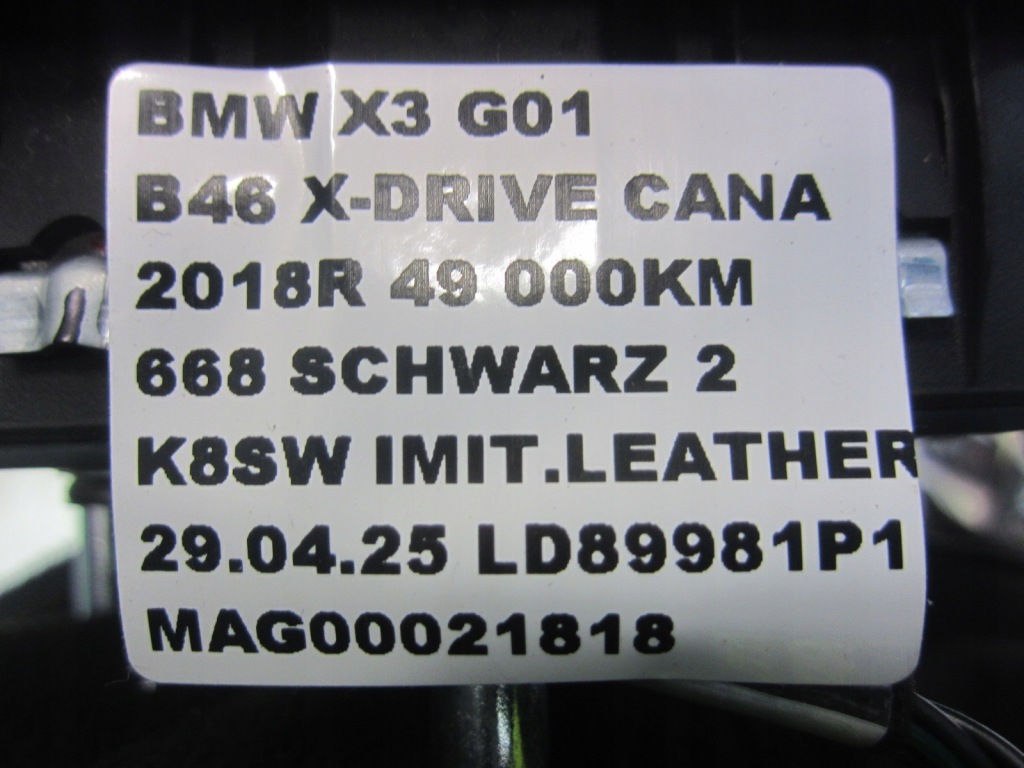 BMW X3 G01
B46 X-DRIVE CANA
2018R 49 000KM
668 SCHWARZ 2
K8SW IMIT.LEATHER
29.04.25 LD89981P1
MAG00021818